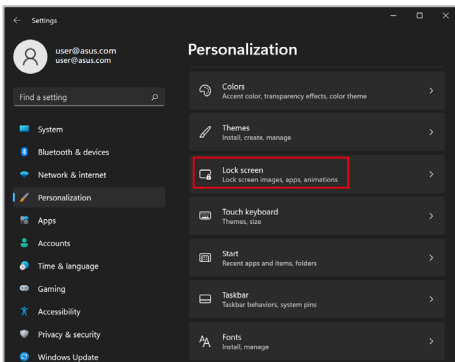 Settings
user@asus.com
user@asus.com
Find a setting
System
Bluetooth & devices
Network & internet
Personalization
Apps
Accounts
Time & language
Gaming
Accessibility
Privacy & security
Windows Update
Personalization
Colors
Accent color, transparency effects, color theme
Themes
Install, create, manage
Lock screen
Lock screen images, apps, animations
Touch keyboard
Themes, size
Start
Recent apps and items, folders
Taskbar
Taskbar behaviors, system pins
Fonts
Install, manage